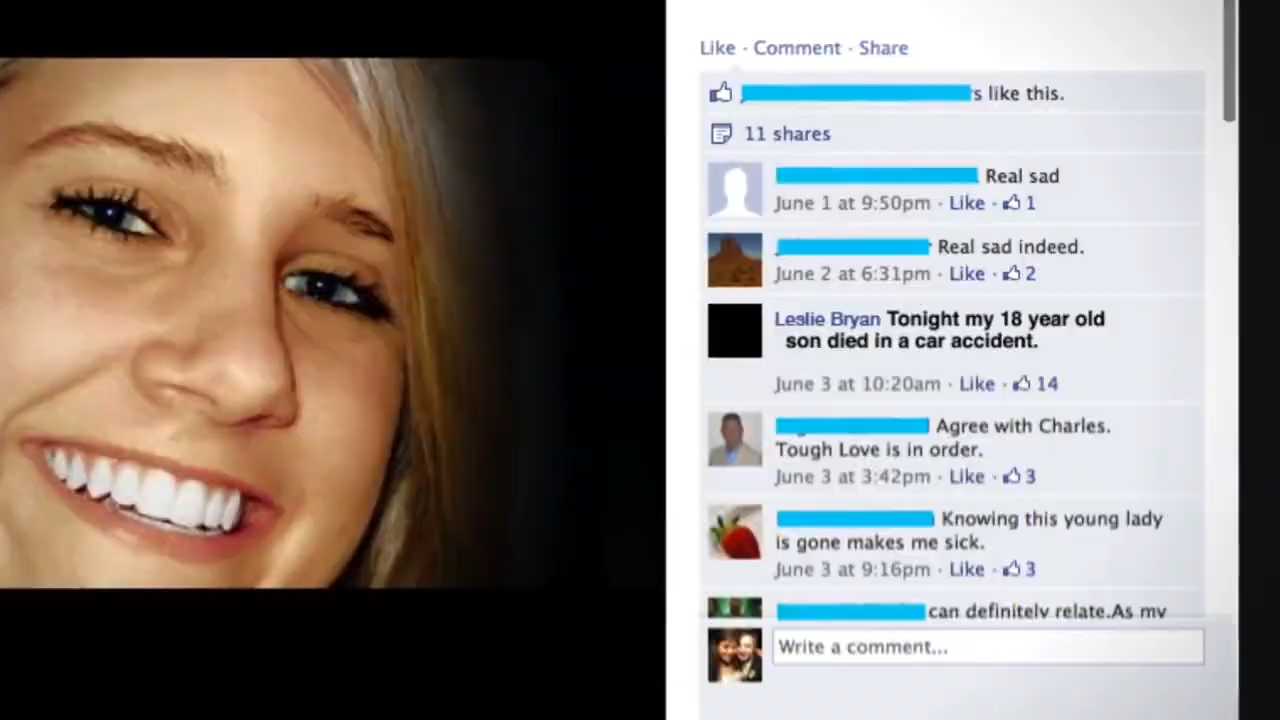 Like · Comment · Share
s like this.
11 shares
Real sad
June 1 at 9:50pm · Like · 1
Real sad indeed.
June 2 at 6:31pm · Like · 2
Leslie Bryan Tonight my 18 year old
son died in a car accident.
June 3 at 10:20am · Like · 14
Agree with Charles.
Tough Love is in order.
June 3 at 3:42pm · Like · 3
Knowing this young lady
is gone makes me sick.
June 3 at 9:16pm · Like · 3
can definitely relate.As my
Write a comment...